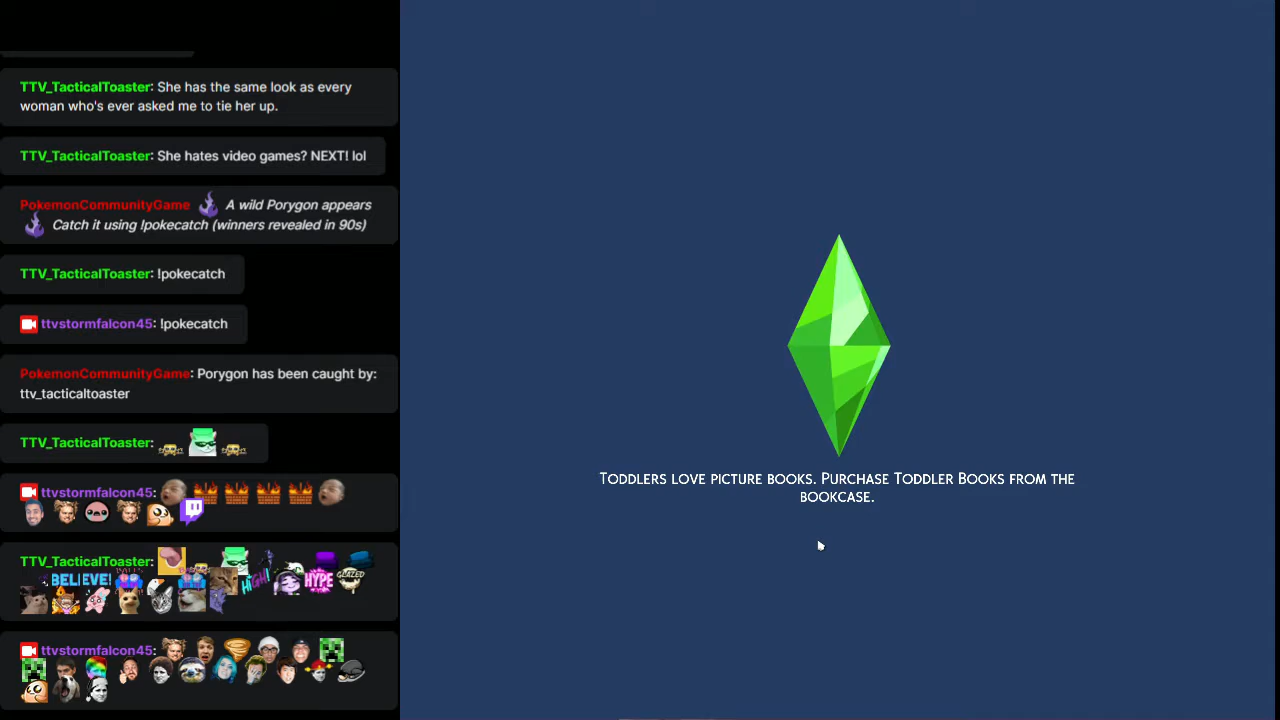 TTV_TacticalToaster: She has the same look as every
woman who's ever asked me to tie her up.
TTV_TacticalToaster: She hates video games? NEXT! lol
PokemonCommunityGame A wild Porygon appears
Catch it using !pokecatch (winners revealed in 90s)
TTV_TacticalToaster: !pokecatch
ttvstormfalcon45: !pokecatch
PokemonCommunityGame: Porygon has been caught by:
ttv_tacticaltoaster
TTV_TacticalToaster:
ttvstormfalcon45:
TTV_TacticalToaster:
BELIEVE! HIGH! HYPE GLAZED
ttvstormfalcon45:
TODDLERS LOVE PICTURE BOOKS. PURCHASE TODDLER BOOKS FROM THE
BOOKCASE.